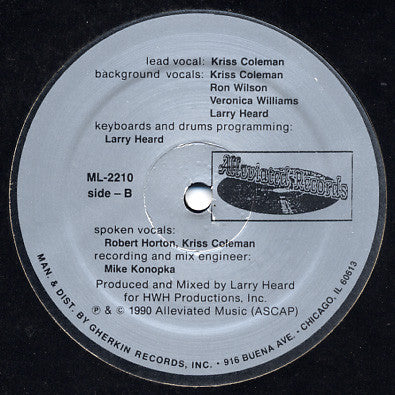 lead vocal: Kriss Coleman
background vocals: Kriss Coleman
Ron Wilson
Veronica Williams
Larry Heard
keyboards and drums programming:
Larry Heard
ML-2210
side – B
Alleviated Records
spoken vocals:
Robert Horton, Kriss Coleman
recording and mix engineer:
Mike Konopka
Produced and Mixed by Larry Heard
for HWH Productions, Inc.
℗ & © 1990 Alleviated Music (ASCAP)
MAN. & DIST. BY GHERKIN RECORDS, INC. • 916 BUENA AVE. • CHICAGO, IL 60613